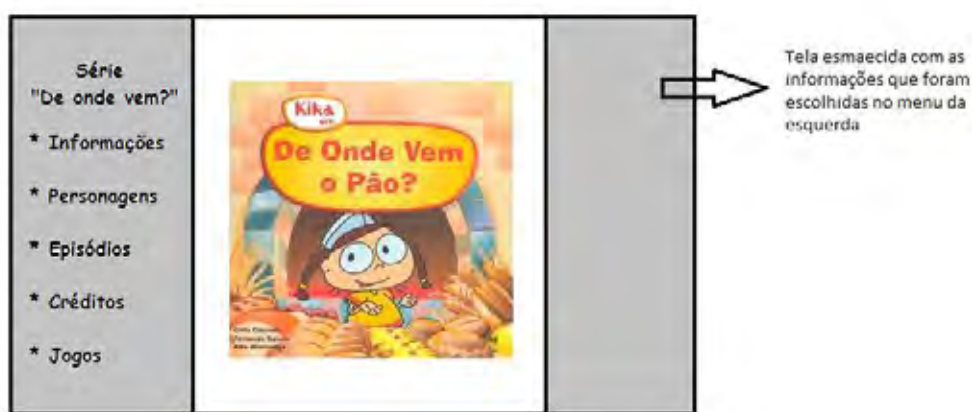 Série
"De onde vem?"
* Informações
* Personagens
* Episódios
* Créditos
* Jogos
Kika
em
De Onde Vem
o Pão?
Tela esmaecida com as
informações que foram
escolhidas no menu da
esquerda